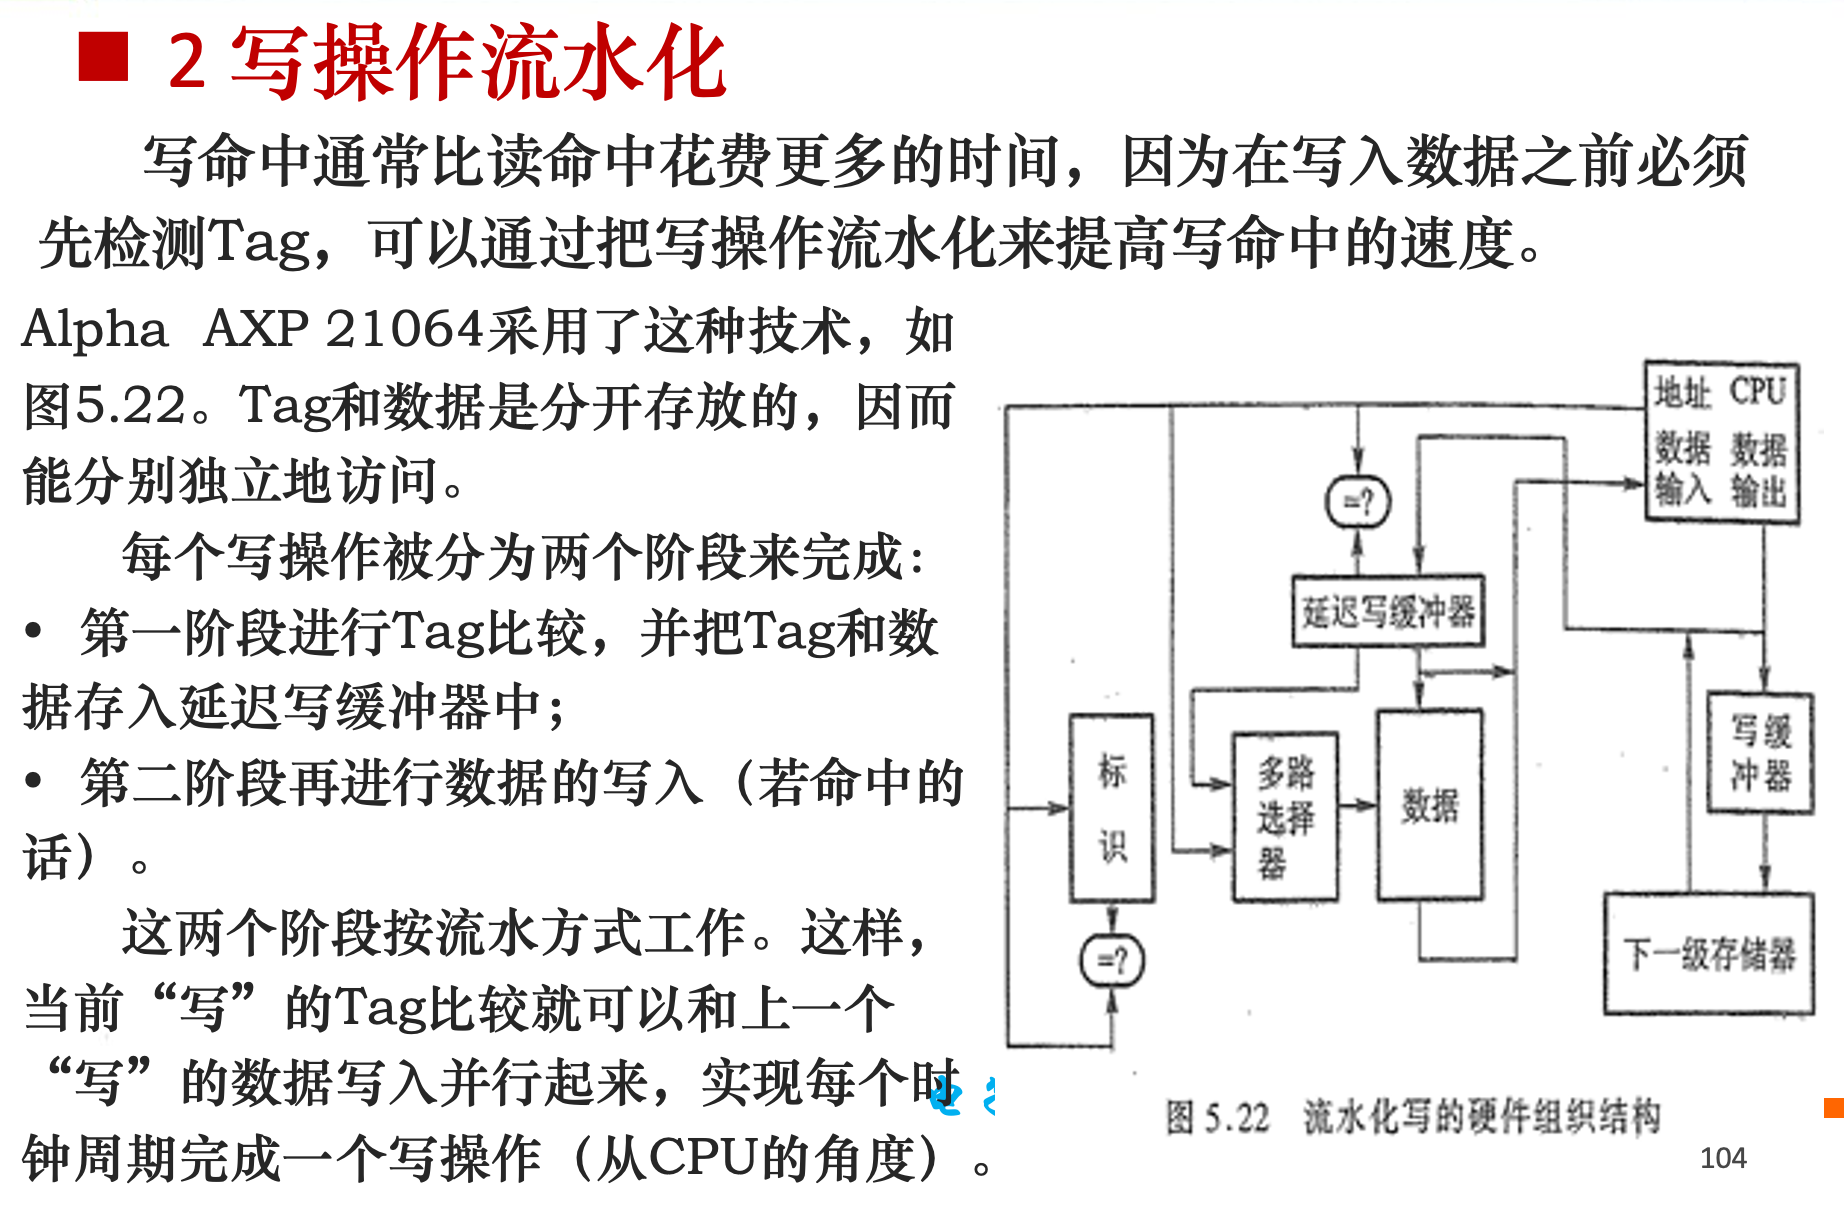 ■ 2 写操作流水化
写命中通常比读命中花费更多的时间，因为在写入数据之前必须
先检测Tag，可以通过把写操作流水化来提高写命中的速度。
Alpha AXP 21064采用了这种技术，如
图5.22。Tag和数据是分开存放的，因而
能分别独立地访问。
每个写操作被分为两个阶段来完成：
• 第一阶段进行Tag比较，并把Tag和数
据存入延迟写缓冲器中；
• 第二阶段再进行数据的写入（若命中的
话）。
这两个阶段按流水方式工作。这样，
当前“写”的Tag比较就可以和上一个
“写”的数据写入并行起来，实现每个时
钟周期完成一个写操作（从CPU的角度）。
地址 CPU
数据 数据
输入 输出
=?
延迟写缓冲器
标
识
多路
选择
器
数据
写缓
冲器
=?
下一级存储器
图 5.22 流水化写的硬件组织结构
104